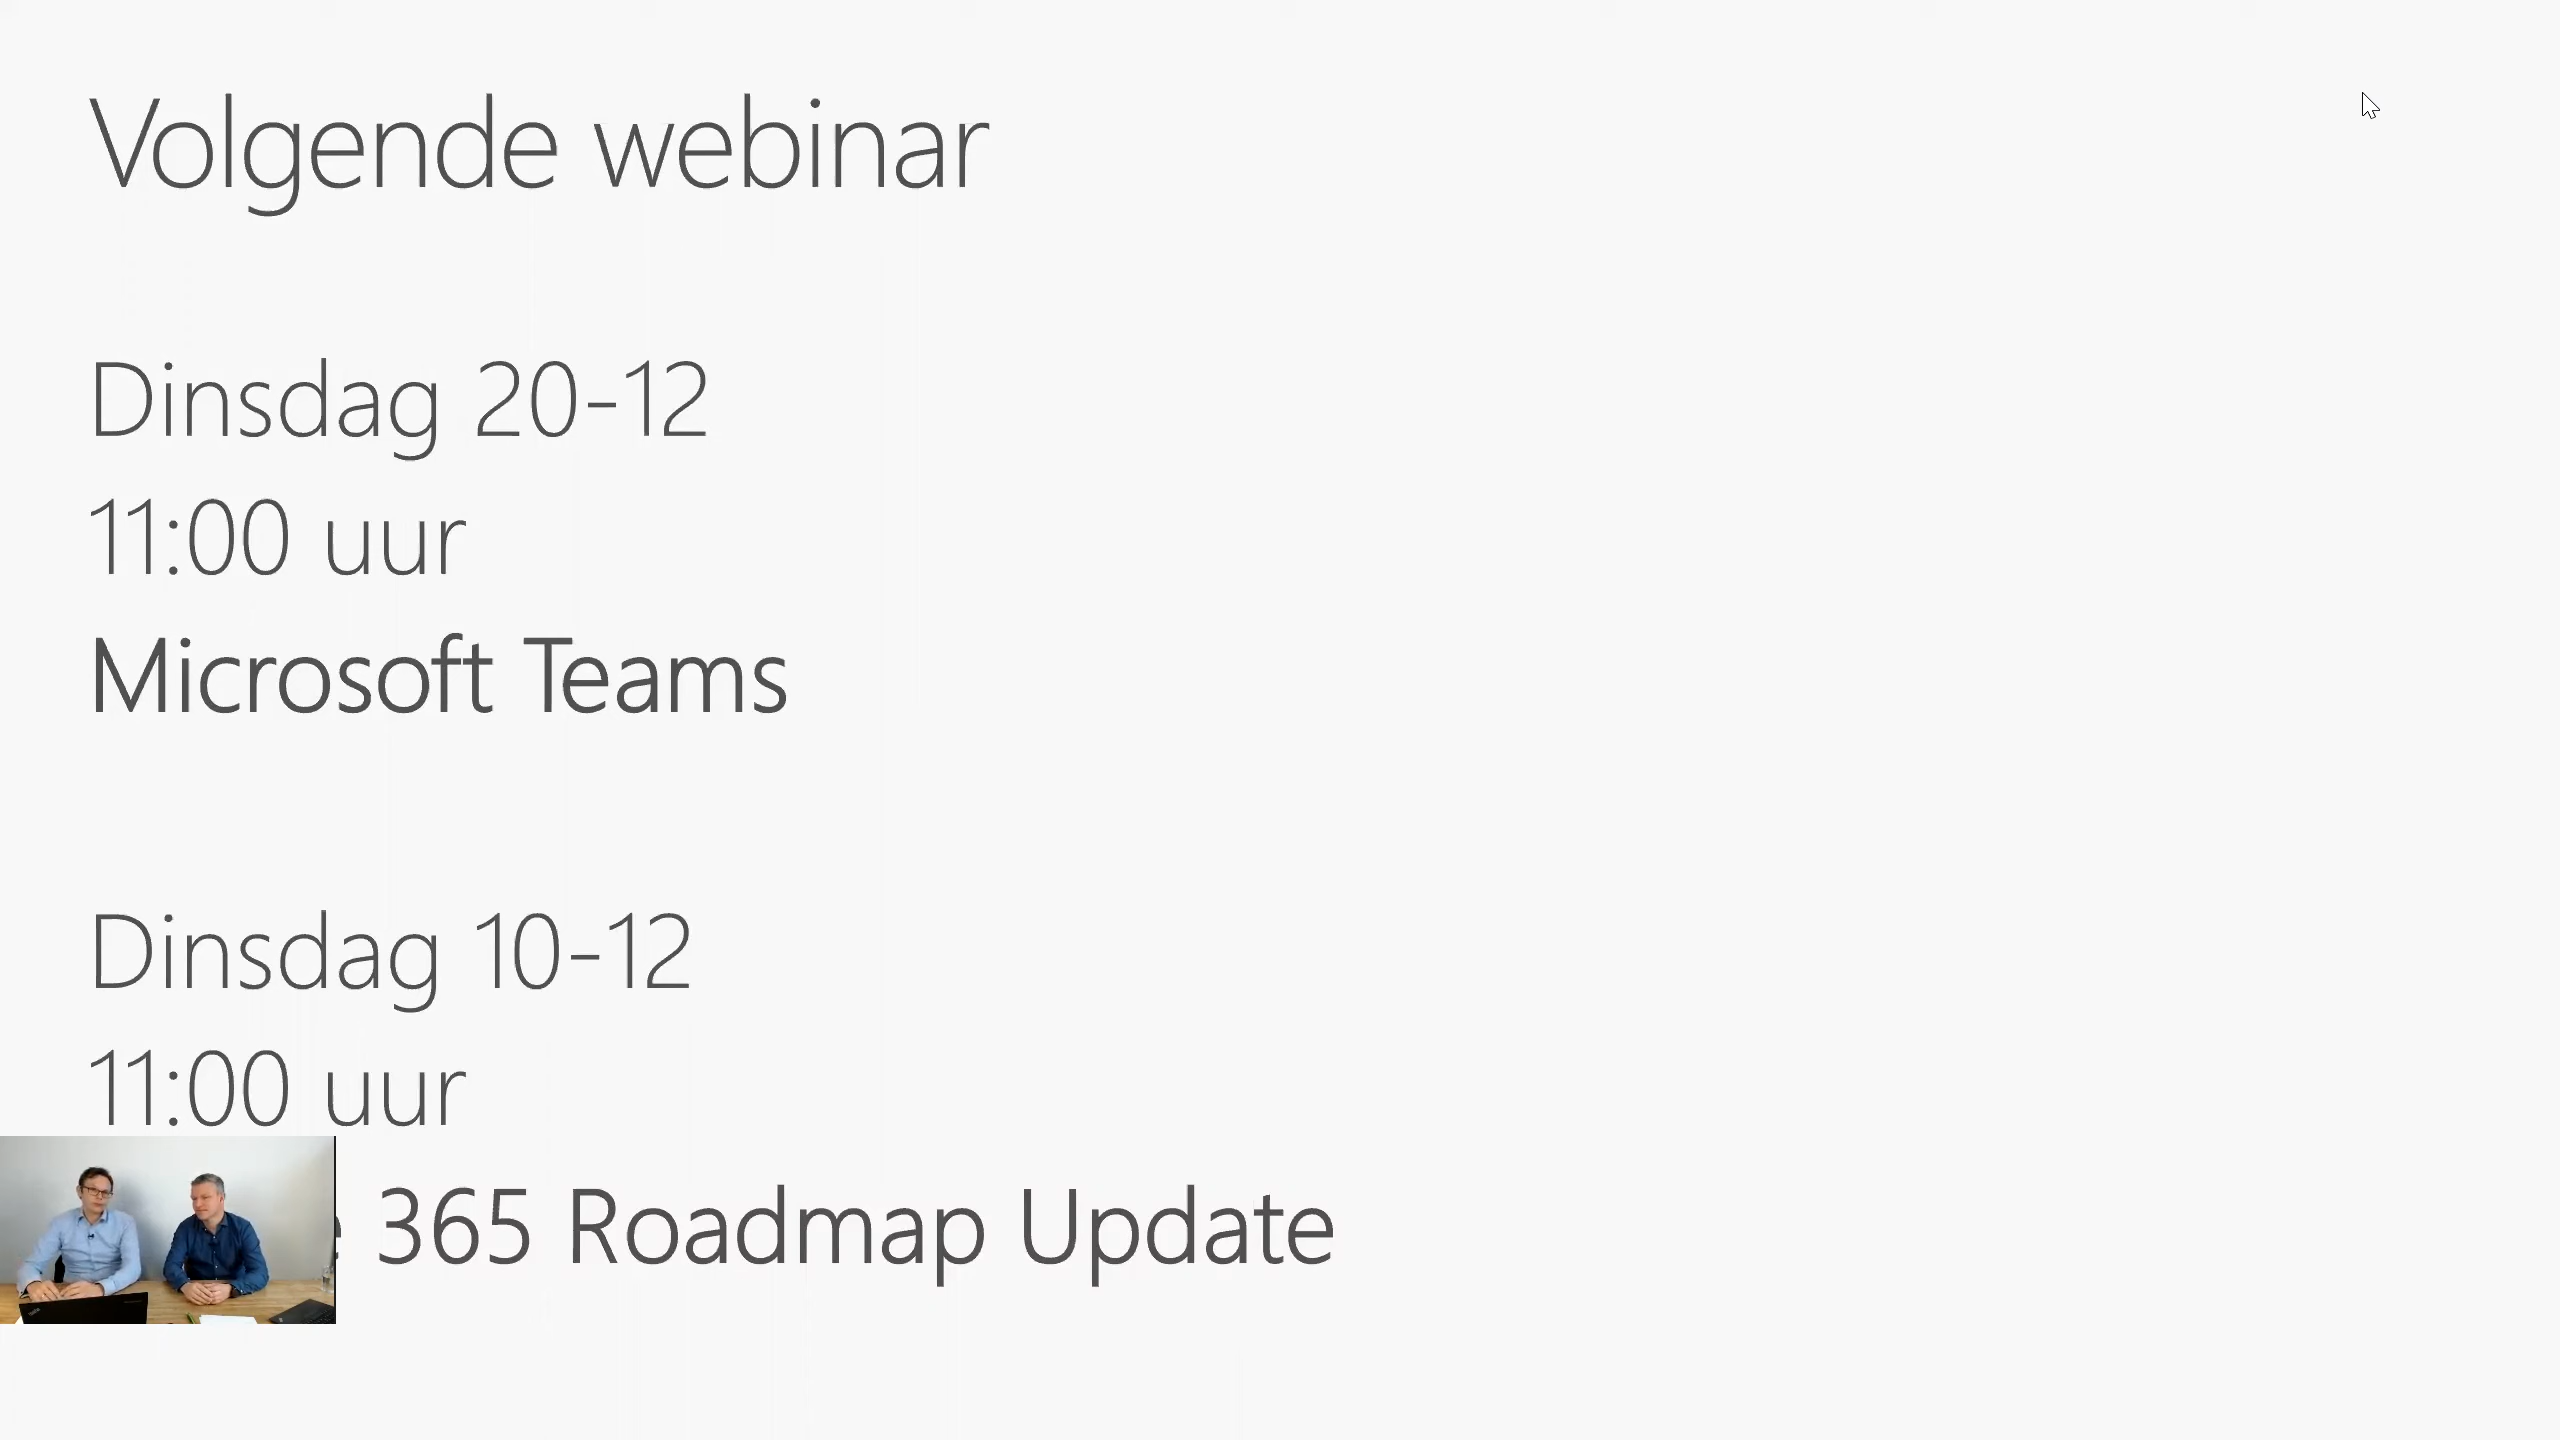 Volgende webinar
Dinsdag 20-12
11:00 uur
Microsoft Teams
Dinsdag 10-12
11:00 uur
365 Roadmap Update